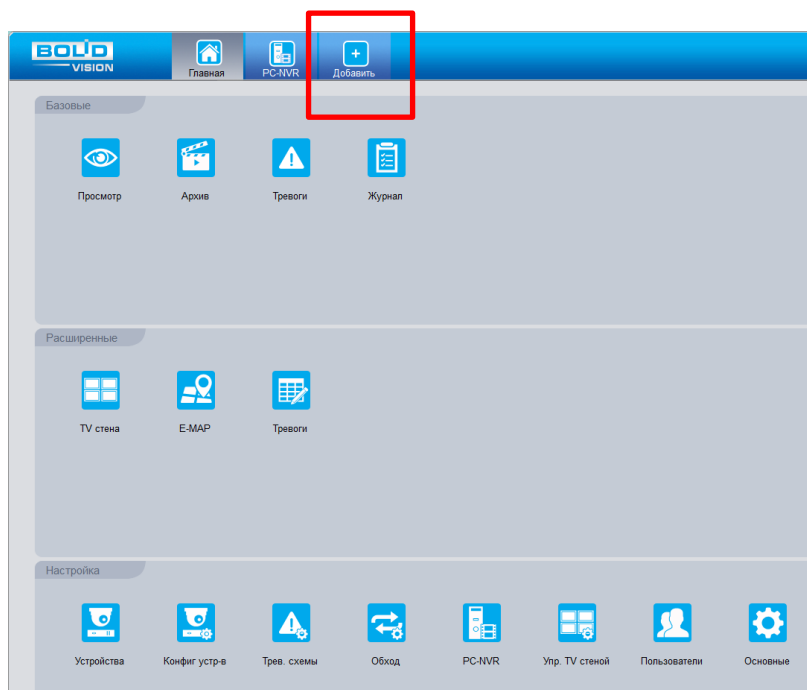 BOLID
VISION
Главная
PC-NVR
Добавить
Базовые
Просмотр
Архив
Тревоги
Журнал
Расширенные
TV стена
E-MAP
Тревоги
Настройка
Устройства
Конфиг устр-в
Трев. схемы
Обход
PC-NVR
Упр. TV стеной
Пользователи
Основные